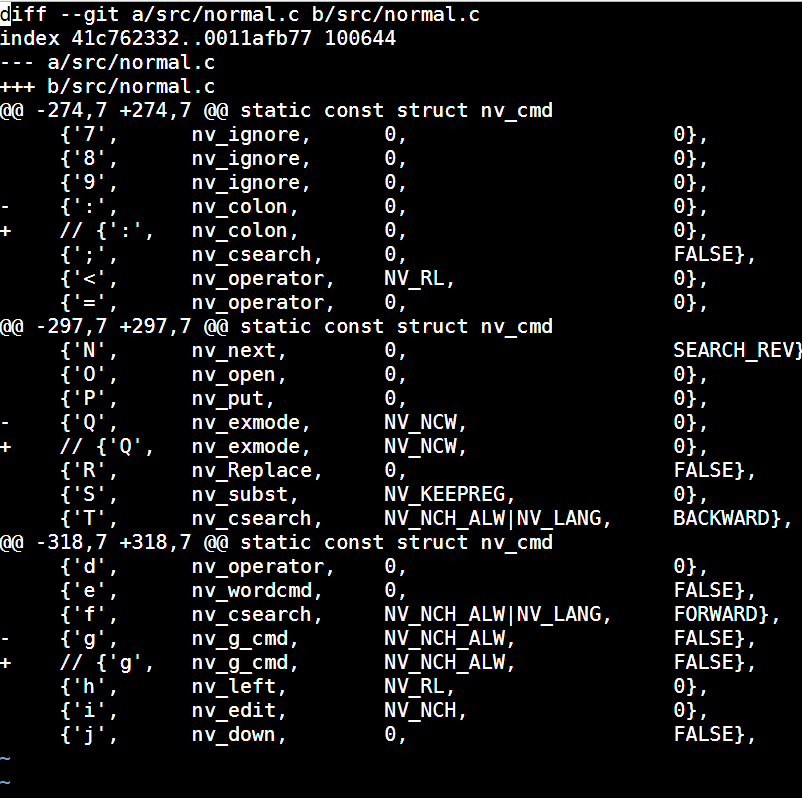 diff --git a/src/normal.c b/src/normal.c
index 41c762332..0011afb77 100644
--- a/src/normal.c
+++ b/src/normal.c
@@ -274,7 +274,7 @@ static const struct nv_cmd
     {'7',      nv_ignore,      0,                      0},
     {'8',      nv_ignore,      0,                      0},
     {'9',      nv_ignore,      0,                      0},
-    {':',      nv_colon,       0,                      0},
+    // {':',   nv_colon,       0,                      0},
     {';',      nv_csearch,     0,                      FALSE},
     {'<',      nv_operator,    NV_RL,                  0},
     {'=',      nv_operator,    0,                      0},
@@ -297,7 +297,7 @@ static const struct nv_cmd
     {'N',      nv_next,        0,                      SEARCH_REV}
     {'O',      nv_open,        0,                      0},
     {'P',      nv_put,         0,                      0},
-    {'Q',      nv_exmode,      NV_NCW,                 0},
+    // {'Q',   nv_exmode,      NV_NCW,                 0},
     {'R',      nv_Replace,     0,                      FALSE},
     {'S',      nv_subst,       NV_KEEPREG,             0},
     {'T',      nv_csearch,     NV_NCH_ALW|NV_LANG,     BACKWARD},
@@ -318,7 +318,7 @@ static const struct nv_cmd
     {'d',      nv_operator,    0,                      0},
     {'e',      nv_wordcmd,     0,                      FALSE},
     {'f',      nv_csearch,     NV_NCH_ALW|NV_LANG,     FORWARD},
-    {'g',      nv_g_cmd,       NV_NCH_ALW,             FALSE},
+    // {'g',   nv_g_cmd,       NV_NCH_ALW,             FALSE},
     {'h',      nv_left,        NV_RL,                  0},
     {'i',      nv_edit,        NV_NCH,                 0},
     {'j',      nv_down,        0,                      FALSE},
~
~